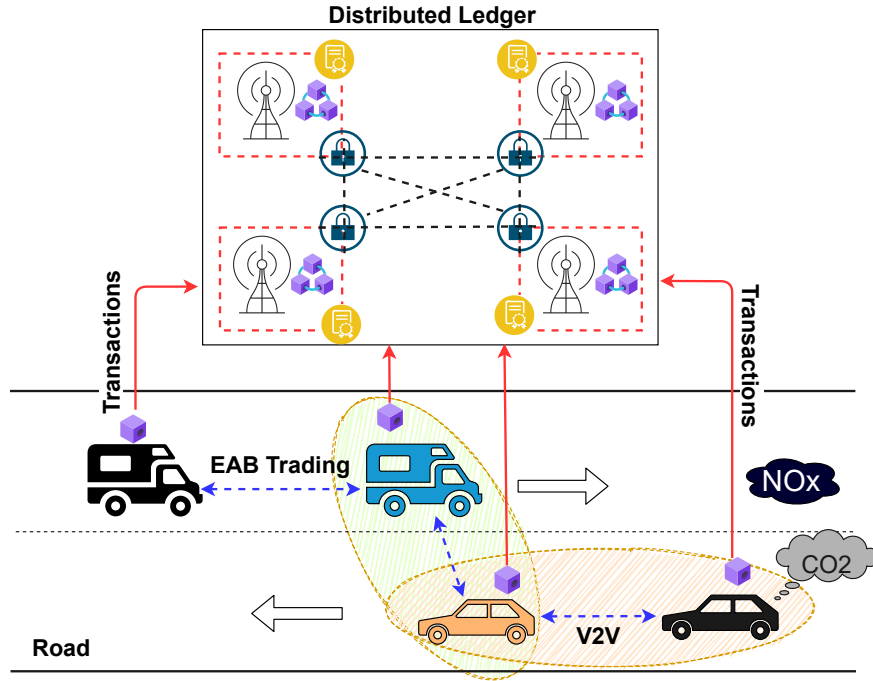 Distributed Ledger
Transactions
Transactions
EAB Trading
NOx
CO2
V2V
Road